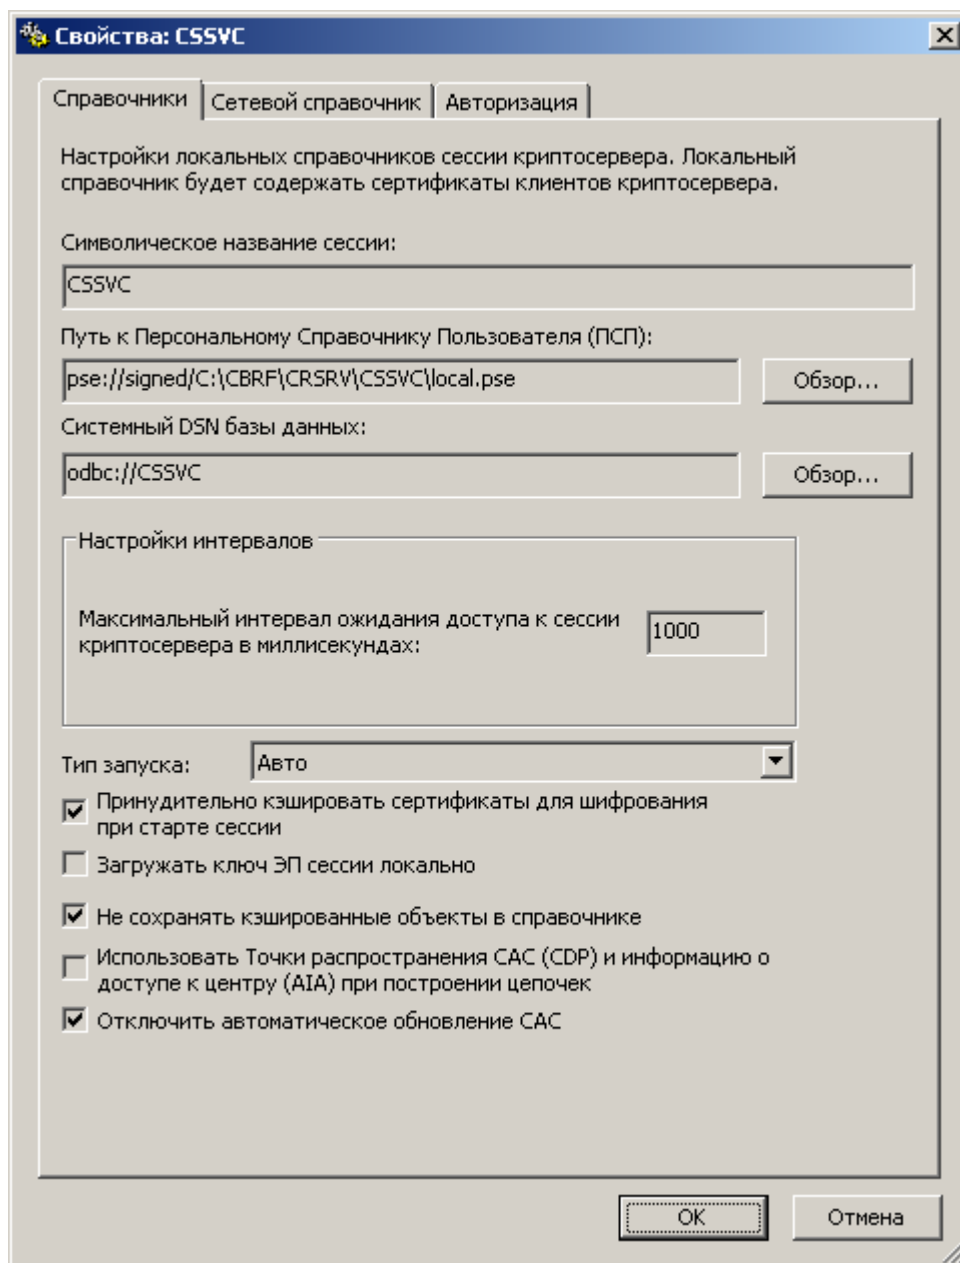 Свойства: CSSVC
Справочники
Сетевой справочник
Авторизация
Настройки локальных справочников сессии криптосервера. Локальный
справочник будет содержать сертификаты клиентов криптосервера.
Символическое название сессии:
CSSVC
Путь к Персональному Справочнику Пользователя (ПСП):
pse://signed/C:\CBRF\CRSRV\CSSVC\local.pse
Обзор...
Системный DSN базы данных:
odbc://CSSVC
Обзор...
Настройки интервалов
Максимальный интервал ожидания доступа к сессии
криптосервера в миллисекундах:
1000
Тип запуска:
Авто
Принудительно кэшировать сертификаты для шифрования
при старте сессии
Загружать ключ ЭП сессии локально
Не сохранять кэшированные объекты в справочнике
Использовать Точки распространения САС (CDP) и информацию о
доступе к центру (AIA) при построении цепочек
Отключить автоматическое обновление САС
OK
Отмена